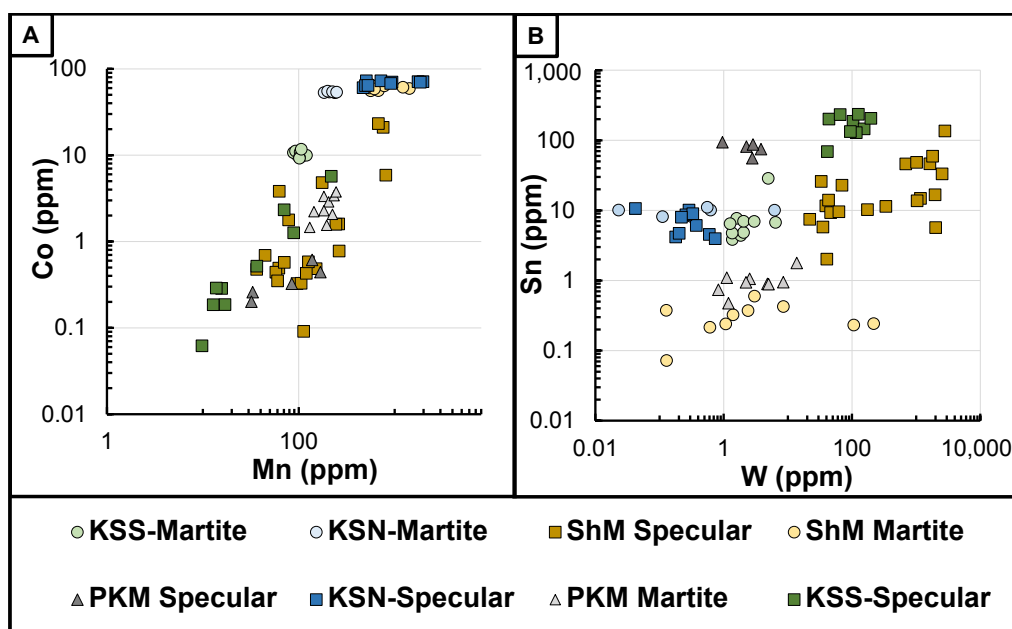 A
B
100
10
1
0.1
0.01
Co (ppm)
1
100
Mn (ppm)
1,000
100
10
1
0.1
0.01
Sn (ppm)
0.01
1
100
10,000
W (ppm)
KSS-Martite
KSN-Martite
ShM Specular
ShM Martite
PKM Specular
KSN-Specular
PKM Martite
KSS-Specular